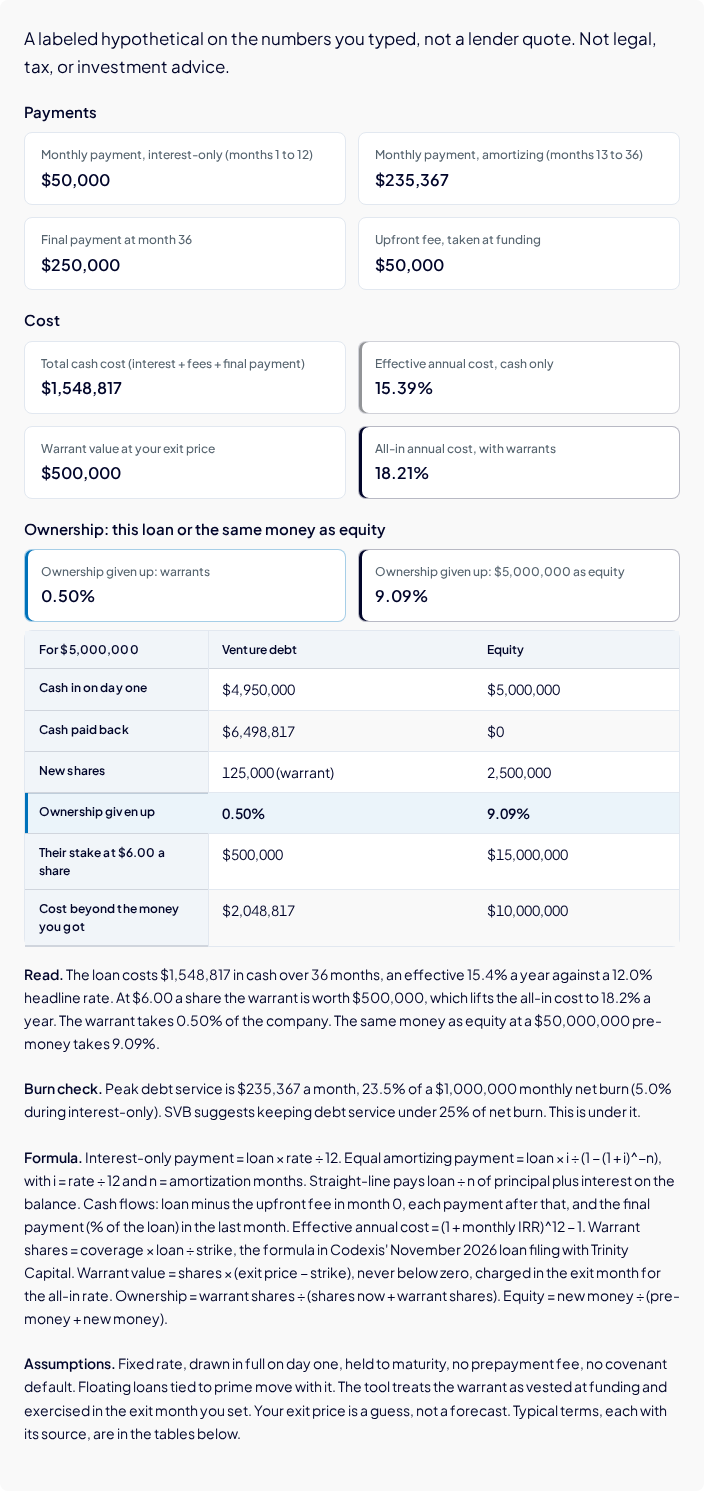 A labeled hypothetical on the numbers you typed, not a lender quote. Not legal,
tax, or investment advice.
Payments
Monthly payment, interest-only (months 1 to 12)
$50,000
Monthly payment, amortizing (months 13 to 36)
$235,367
Final payment at month 36
$250,000
Upfront fee, taken at funding
$50,000
Cost
Total cash cost (interest + fees + final payment)
$1,548,817
Effective annual cost, cash only
15.39%
Warrant value at your exit price
$500,000
All-in annual cost, with warrants
18.21%
Ownership: this loan or the same money as equity
Ownership given up: warrants
0.50%
Ownership given up: $5,000,000 as equity
9.09%
For $5,000,000 Venture debt Equity
Cash in on day one $4,950,000 $5,000,000
Cash paid back $6,498,817 $0
New shares 125,000 (warrant) 2,500,000
Ownership given up 0.50% 9.09%
Their stake at $6.00 a
share $500,000 $15,000,000
Cost beyond the money
you got $2,048,817 $10,000,000
Read. The loan costs $1,548,817 in cash over 36 months, an effective 15.4% a year against a 12.0%
headline rate. At $6.00 a share the warrant is worth $500,000, which lifts the all-in cost to 18.2% a
year. The warrant takes 0.50% of the company. The same money as equity at a $50,000,000 pre-
money takes 9.09%.
Burn check. Peak debt service is $235,367 a month, 23.5% of a $1,000,000 monthly net burn (5.0%
during interest-only). SVB suggests keeping debt service under 25% of net burn. This is under it.
Formula. Interest-only payment = loan × rate ÷ 12. Equal amortizing payment = loan × i ÷ (1 − (1 + i)^−n),
with i = rate ÷ 12 and n = amortization months. Straight-line pays loan ÷ n of principal plus interest on the
balance. Cash flows: loan minus the upfront fee in month 0, each payment after that, and the final
payment (% of the loan) in the last month. Effective annual cost = (1 + monthly IRR)^12 − 1. Warrant
shares = coverage × loan ÷ strike, the formula in Codexis' November 2026 loan filing with Trinity
Capital. Warrant value = shares × (exit price − strike), never below zero, charged in the exit month for
the all-in rate. Ownership = warrant shares ÷ (shares now + warrant shares). Equity = new money ÷ (pre-
money + new money).
Assumptions. Fixed rate, drawn in full on day one, held to maturity, no prepayment fee, no covenant
default. Floating loans tied to prime move with it. The tool treats the warrant as vested at funding and
exercised in the exit month you set. Your exit price is a guess, not a forecast. Typical terms, each with
its source, are in the tables below.